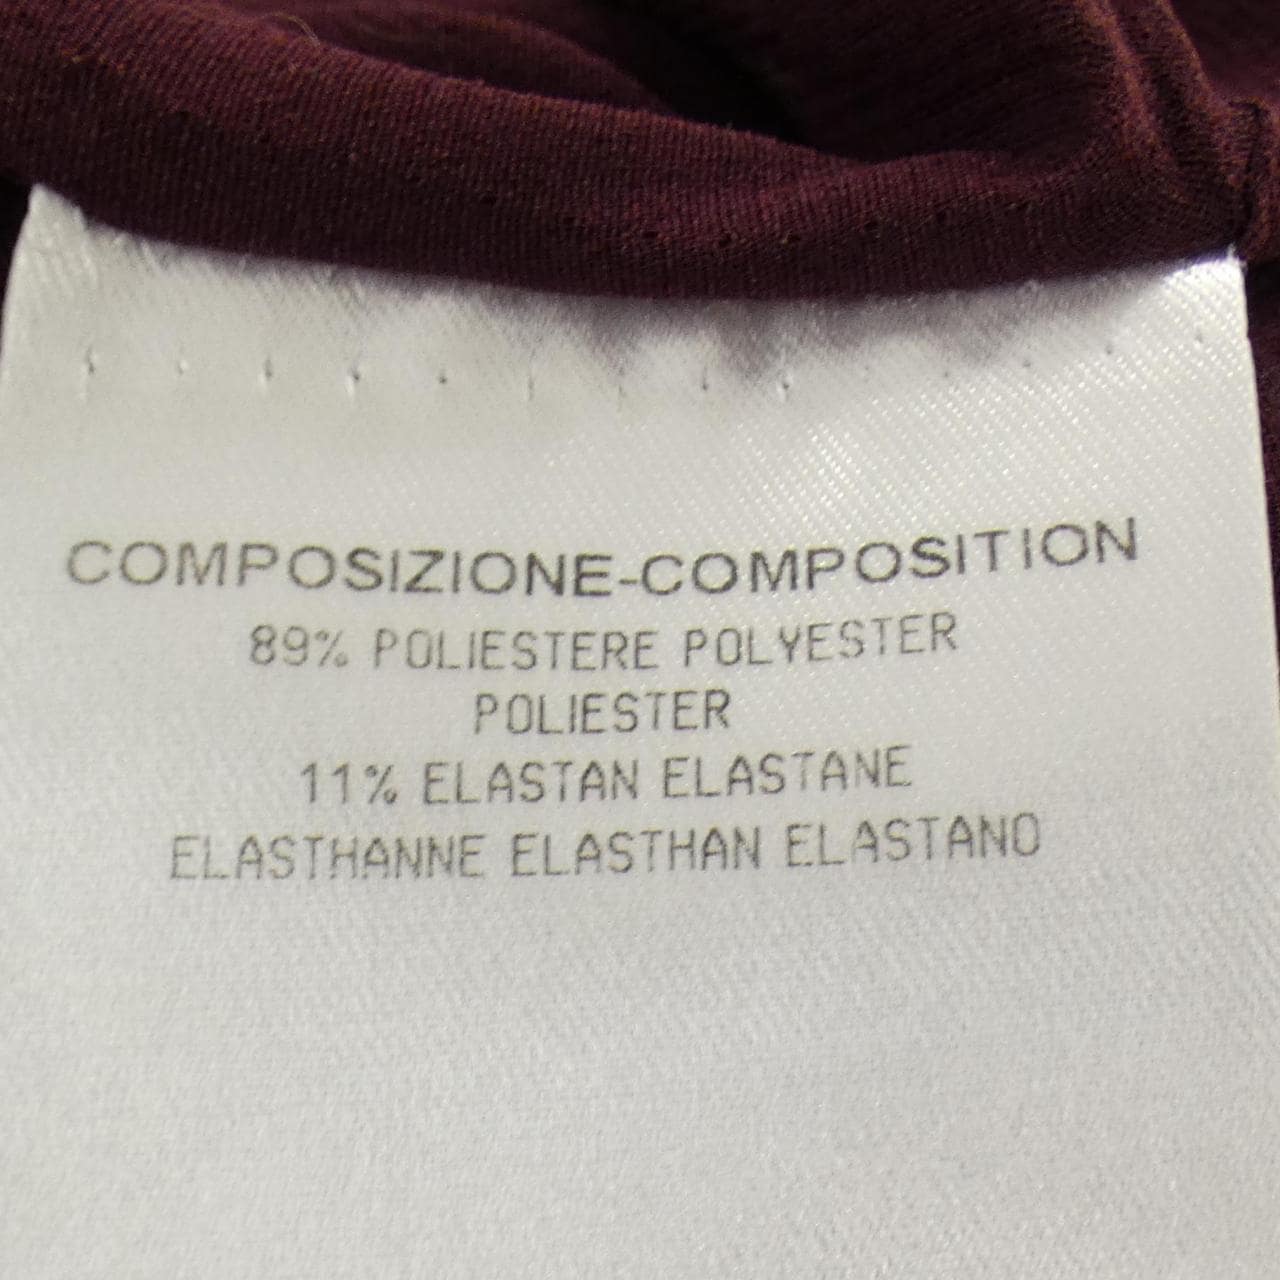 COMPOSIZIONE-COMPOSITION
89% POLIESTERE POLYESTER
POLIESTER
11% ELASTAN ELASTANE
ELASTHANNE ELASTHAN ELASTANO